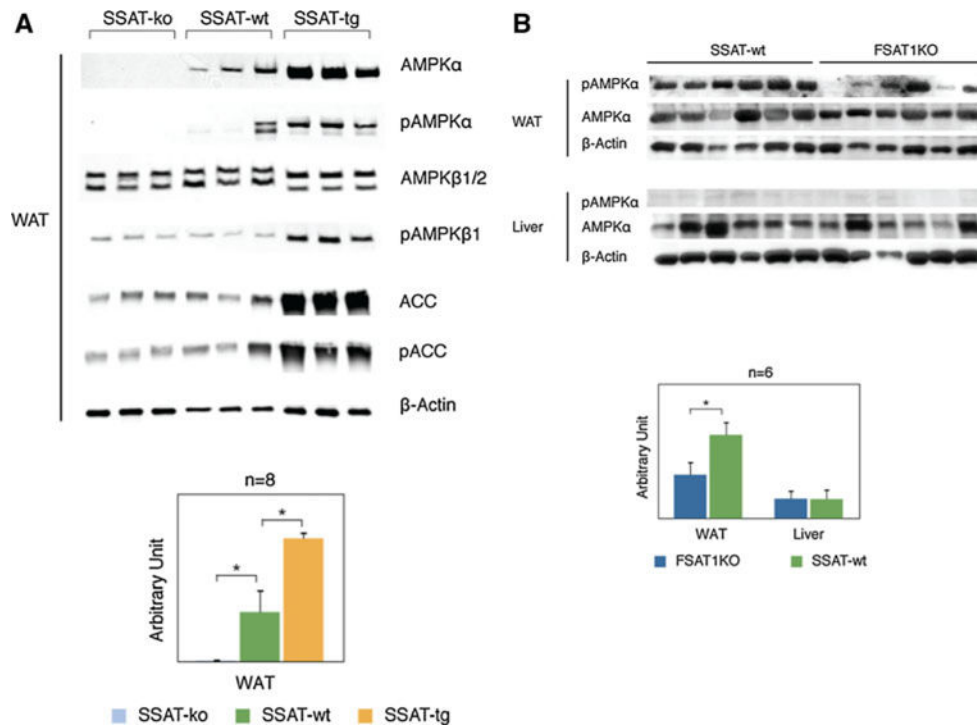 A
SSAT-ko SSAT-wt SSAT-tg
AMPKα
pAMPKα
AMPKβ1/2
WAT
pAMPKβ1
ACC
pACC
β-Actin
n=8
Arbitrary Unit
* *
WAT
SSAT-ko SSAT-wt SSAT-tg
B
SSAT-wt FSAT1KO
pAMPKα
WAT AMPKα
β-Actin
pAMPKα
Liver AMPKα
β-Actin
n=6
Arbitrary Unit
*
WAT Liver
FSAT1KO SSAT-wt